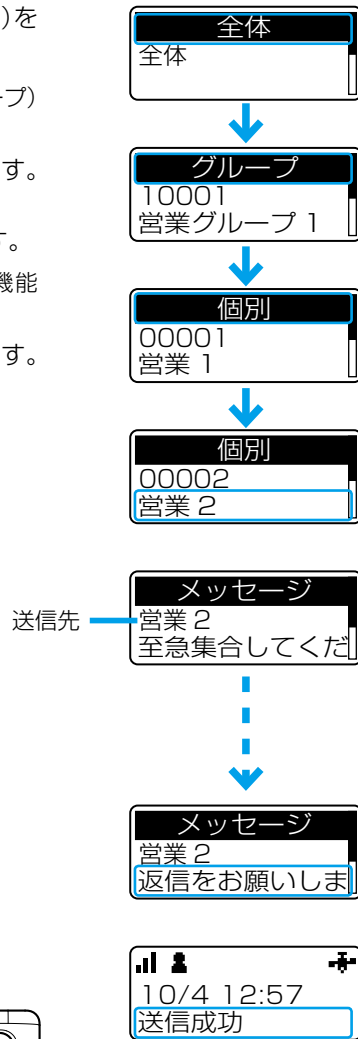 )を
全体
全体
プ)
グループ
す。
10001
営業グループ 1
す。
機能
個別
00001
す。
営業 1
個別
00002
営業 2
メッセージ
送信先
営業 2
至急集合してくだ
メッセージ
営業 2
返信をお願いしま
10/4 12:57
送信成功